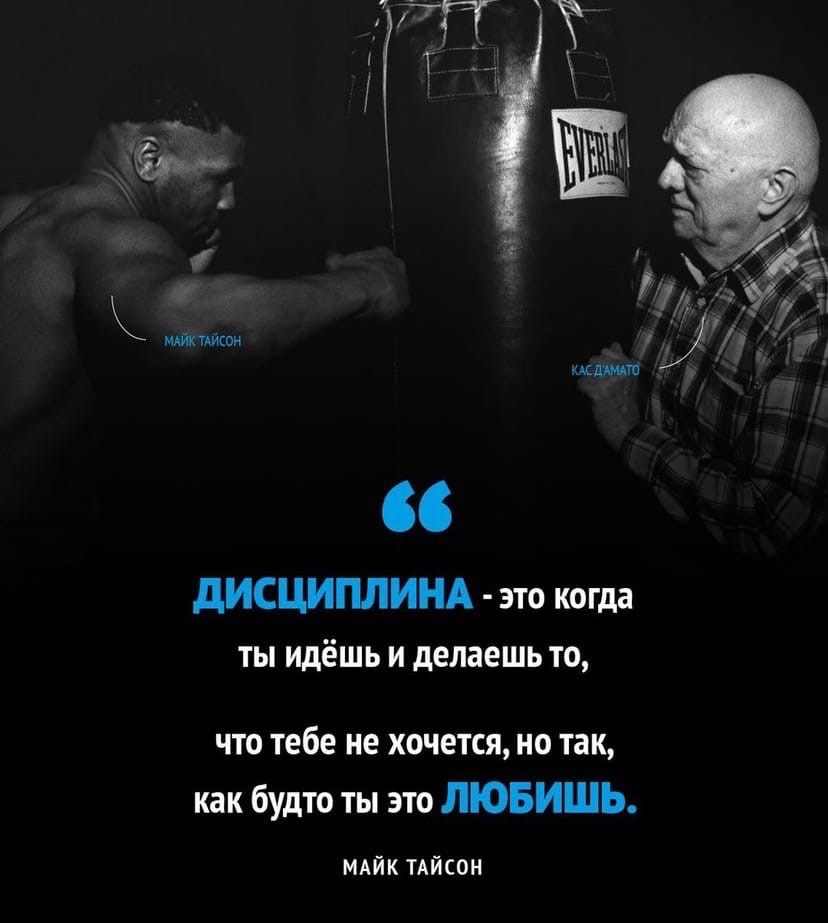 EVERLAST
МАЙК ТАЙСОН
КАС Д'АМАТО
“
ДИСЦИПЛИНА - это когда
ты идёшь и делаешь то,
что тебе не хочется, но так,
как будто ты это ЛЮБИШЬ.
МАЙК ТАЙСОН